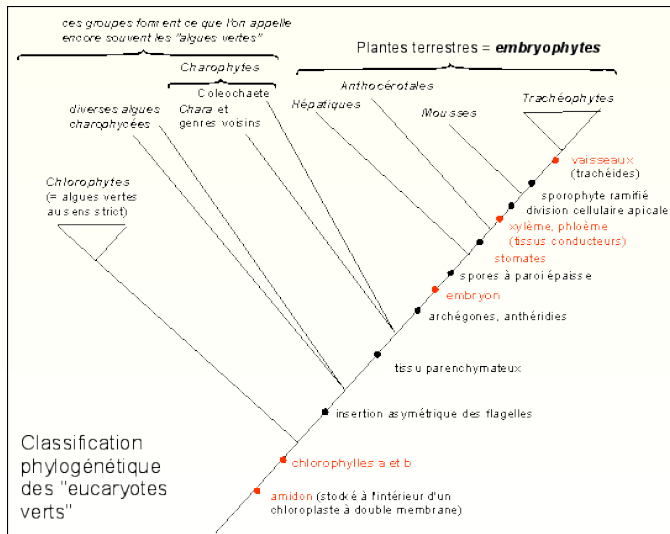 ces groupes forment ce que l'on appelle
encore souvent les "algues vertes"
Plantes terrestres = embryophytes
Charophytes
Coleochaete
Chara et
genres voisins
diverses algues
charophycées
Hépatiques
Anthocérotales
Mousses
Trachéophytes
Chlorophytes
(= algues vertes
au sens strict)
vaisseaux
(trachéides)
sporophyte ramifié
division cellulaire apicale
xylème, phloème
(tissus conducteurs)
stomates
spores à paroi épaisse
embryon
archégones, anthéridies
tissu parenchymateux
insertion asymétrique des flagelles
chlorophylles a et b
amidon (stocké à l'intérieur d'un
chloroplaste à double membrane)
Classification
phylogénétique
des "eucaryotes
verts"